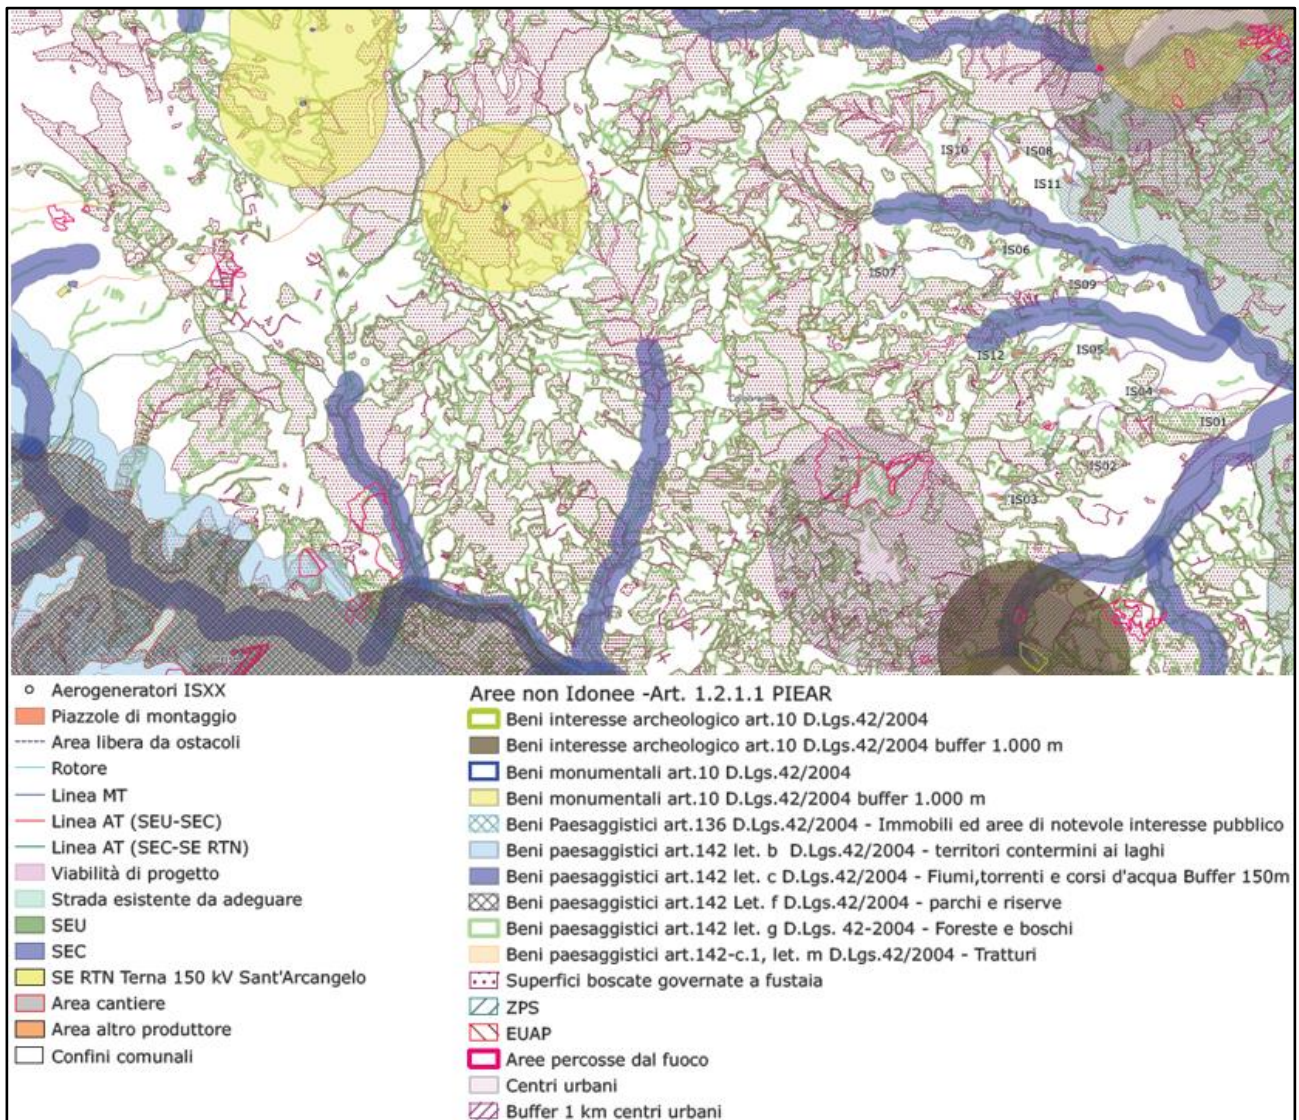 IS10
IS08
IS11
IS06
IS07
IS09
IS12
IS05
IS04
IS01
IS02
IS03
Aerogeneratori ISXX
Piazzole di montaggio
Area libera da ostacoli
Rotore
Linea MT
Linea AT (SEU-SEC)
Linea AT (SEC-SE RTN)
Viabilità di progetto
Strada esistente da adeguare
SEU
SEC
SE RTN Terna 150 kV Sant'Arcangelo
Area cantiere
Area altro produttore
Confini comunali
Aree non Idonee -Art. 1.2.1.1 PIEAR
Beni interesse archeologico art.10 D.Lgs.42/2004
Beni interesse archeologico art.10 D.Lgs.42/2004 buffer 1.000 m
Beni monumentali art.10 D.Lgs.42/2004
Beni monumentali art.10 D.Lgs.42/2004 buffer 1.000 m
Beni Paesaggistici art.136 D.Lgs.42/2004 - Immobili ed aree di notevole interesse pubblico
Beni paesaggistici art.142 let. b D.Lgs.42/2004 - territori contermini ai laghi
Beni paesaggistici art.142 let. c D.Lgs.42/2004 - Fiumi,torrenti e corsi d'acqua Buffer 150m
Beni paesaggistici art.142 Let. f D.Lgs.42/2004 - parchi e riserve
Beni paesaggistici art.142 let. g D.Lgs. 42-2004 - Foreste e boschi
Beni paesaggistici art.142-c.1, let. m D.Lgs.42/2004 - Tratturi
Superfici boscate governate a fustaia
ZPS
EUAP
Aree percosse dal fuoco
Centri urbani
Buffer 1 km centri urbani